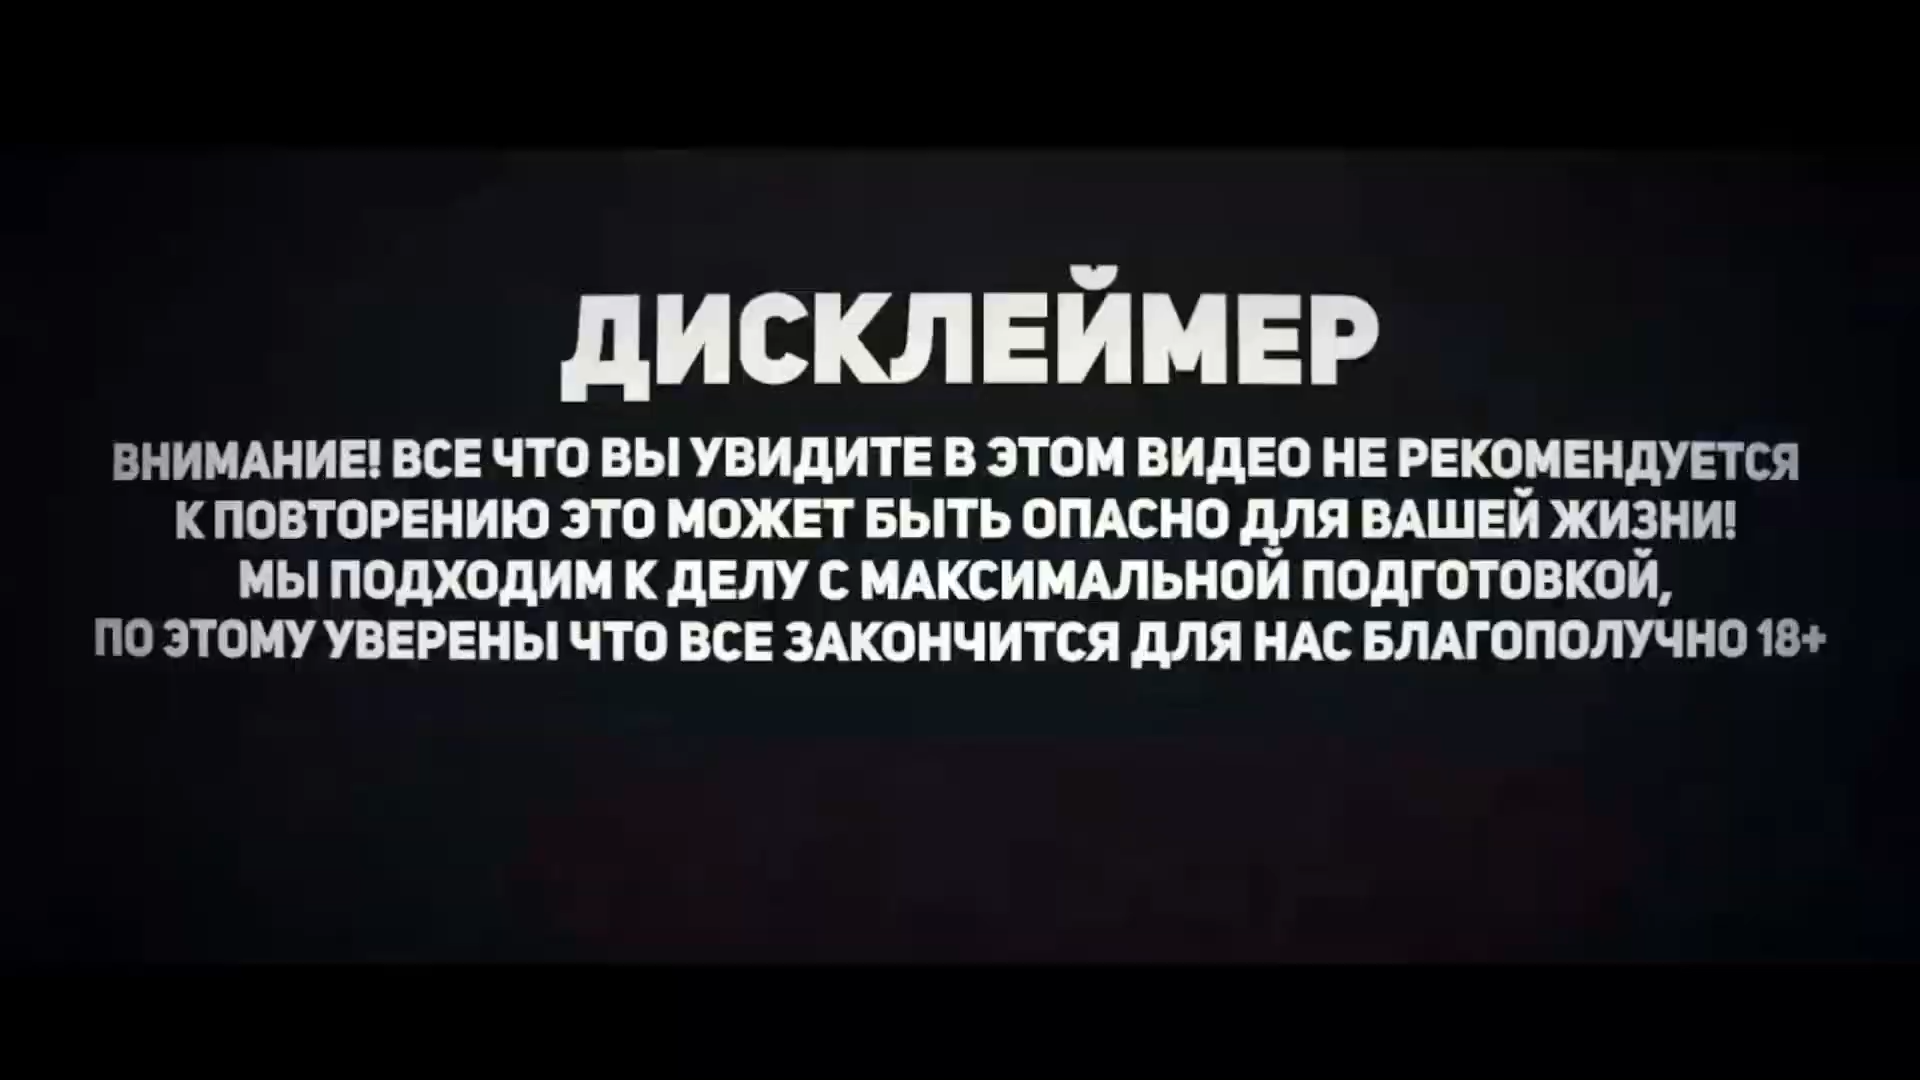 ДИСКЛЕЙМЕР
ВНИМАНИЕ! ВСЕ ЧТО ВЫ УВИДИТЕ В ЭТОМ ВИДЕО НЕ РЕКОМЕНДУЕТСЯ
К ПОВТОРЕНИЮ ЭТО МОЖЕТ БЫТЬ ОПАСНО ДЛЯ ВАШЕЙ ЖИЗНИ!
МЫ ПОДХОДИМ К ДЕЛУ С МАКСИМАЛЬНОЙ ПОДГОТОВКОЙ,
ПО ЭТОМУ УВЕРЕНЫ ЧТО ВСЕ ЗАКОНЧИТСЯ ДЛЯ НАС БЛАГОПОЛУЧНО 18+